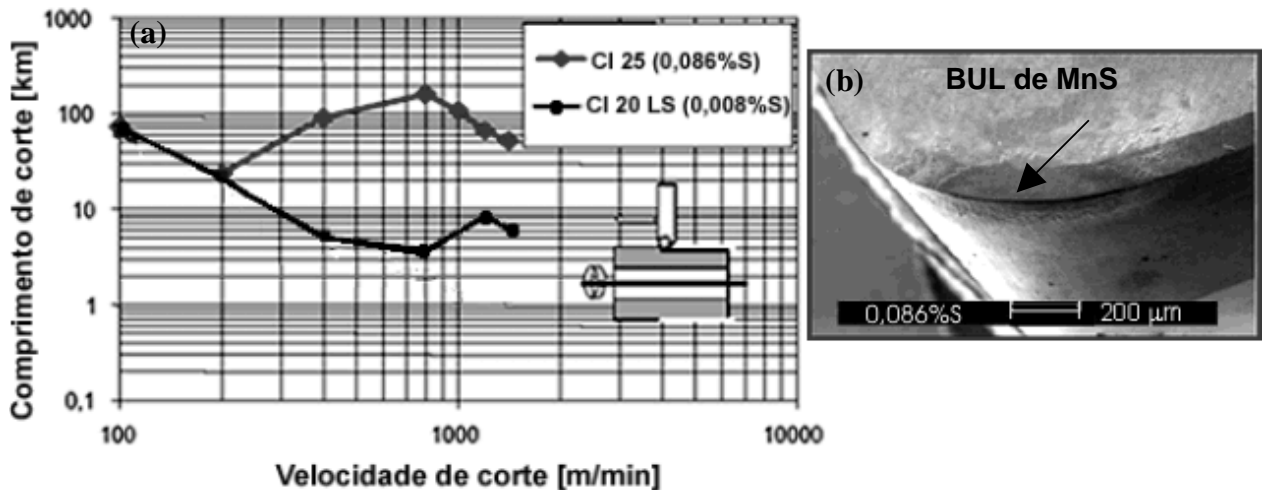 (a)
Comprimento de corte [km]
1000
100
10
1
0,1
100
1000
10000
Velocidade de corte [m/min]
CI 25 (0,086%S)
CI 20 LS (0,008%S)
(b)
BUL de MnS
0,086%S 200 µm